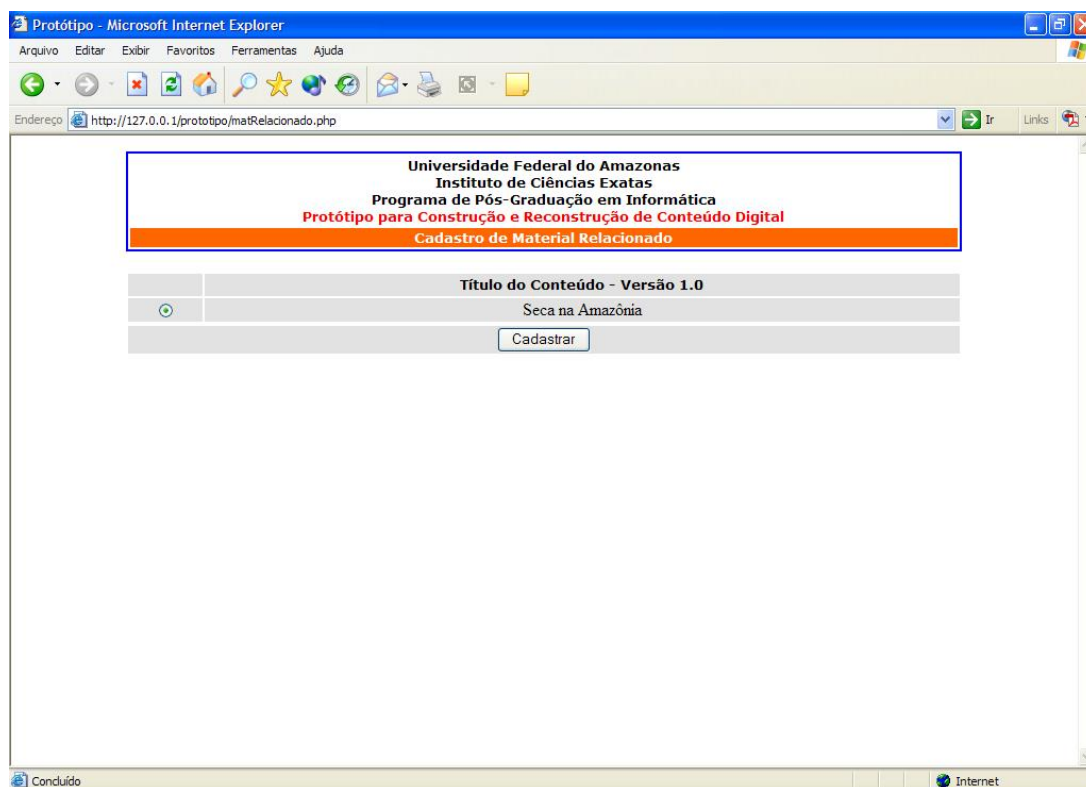 Protótipo - Microsoft Internet Explorer
Arquivo Editar Exibir Favoritos Ferramentas Ajuda
Endereço http://127.0.0.1/prototipo/matRelacionado.php Ir Links
Universidade Federal do Amazonas
Instituto de Ciências Exatas
Programa de Pós-Graduação em Informática
Protótipo para Construção e Reconstrução de Conteúdo Digital
Cadastro de Material Relacionado
Título do Conteúdo - Versão 1.0
Seca na Amazônia
Cadastrar
Concluído Internet